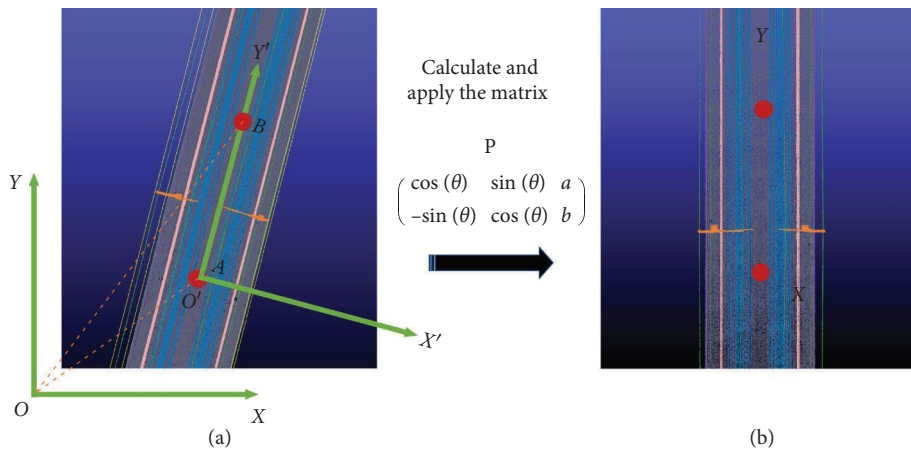 Y'
B
Y
A
O'
X'
O
X
(a)
Calculate and
apply the matrix
P
cos (θ) sin (θ) a
−sin (θ) cos (θ) b
Y
X
(b)